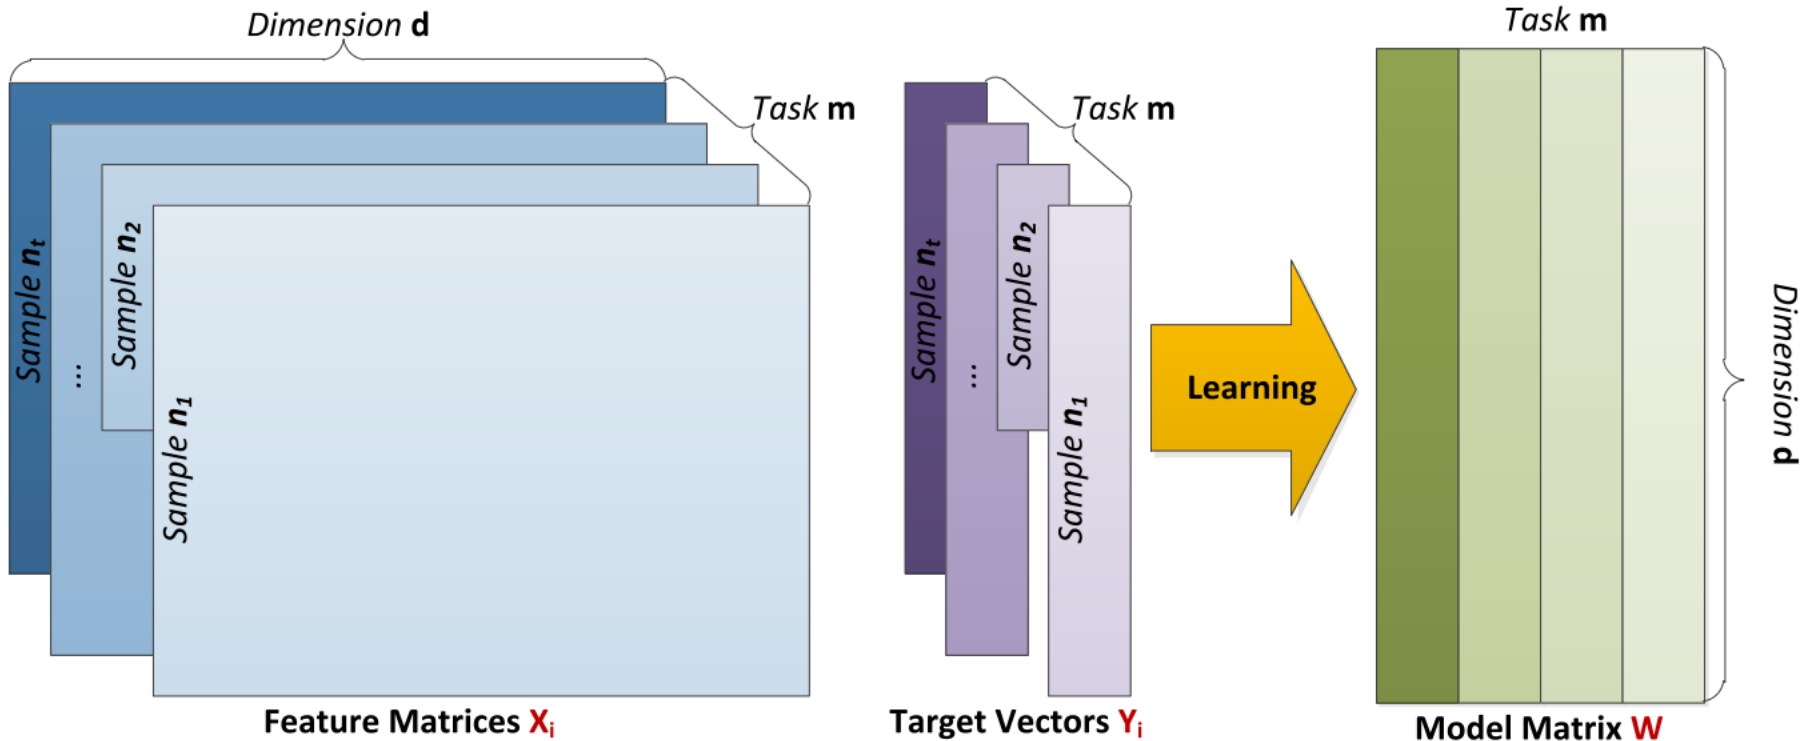 Dimension d
Task m
Sample nt
...
Sample n2
Sample n1
Feature Matrices Xi
Task m
Sample nt
...
Sample n2
Sample n1
Target Vectors Yi
Learning
Task m
Dimension d
Model Matrix W